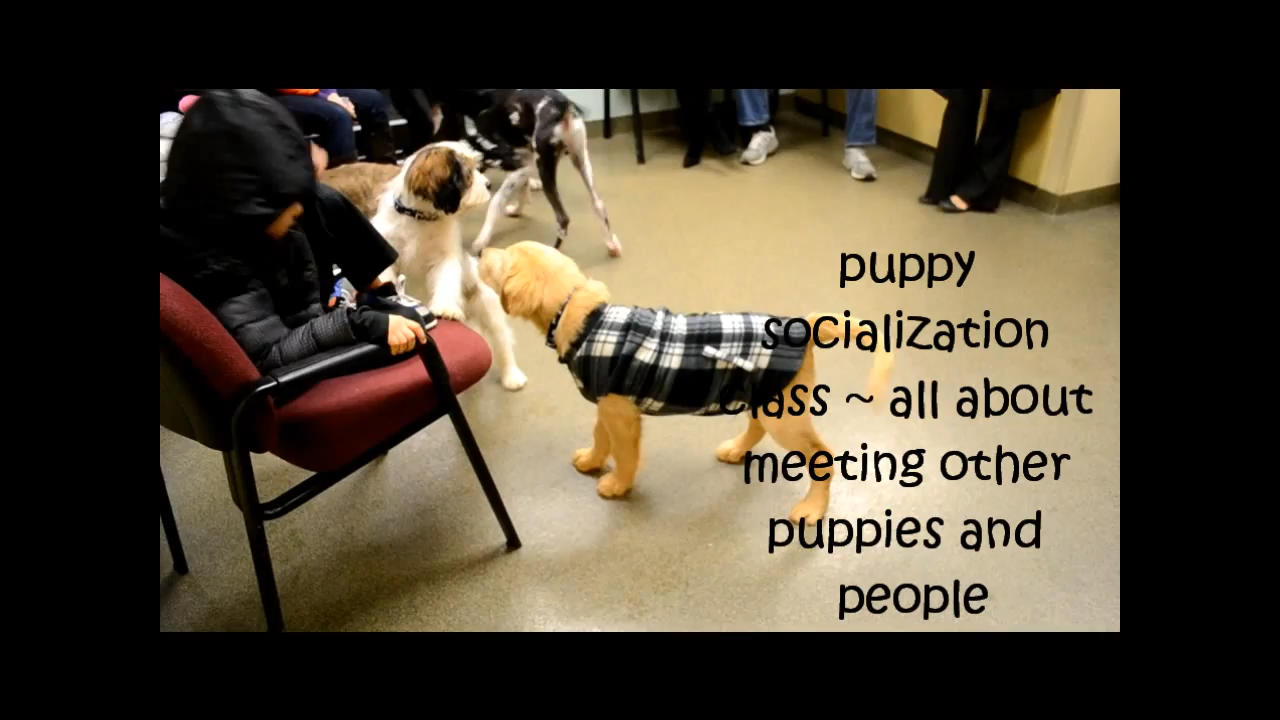 puppy
socialization
class ~ all about
meeting other
puppies and
people